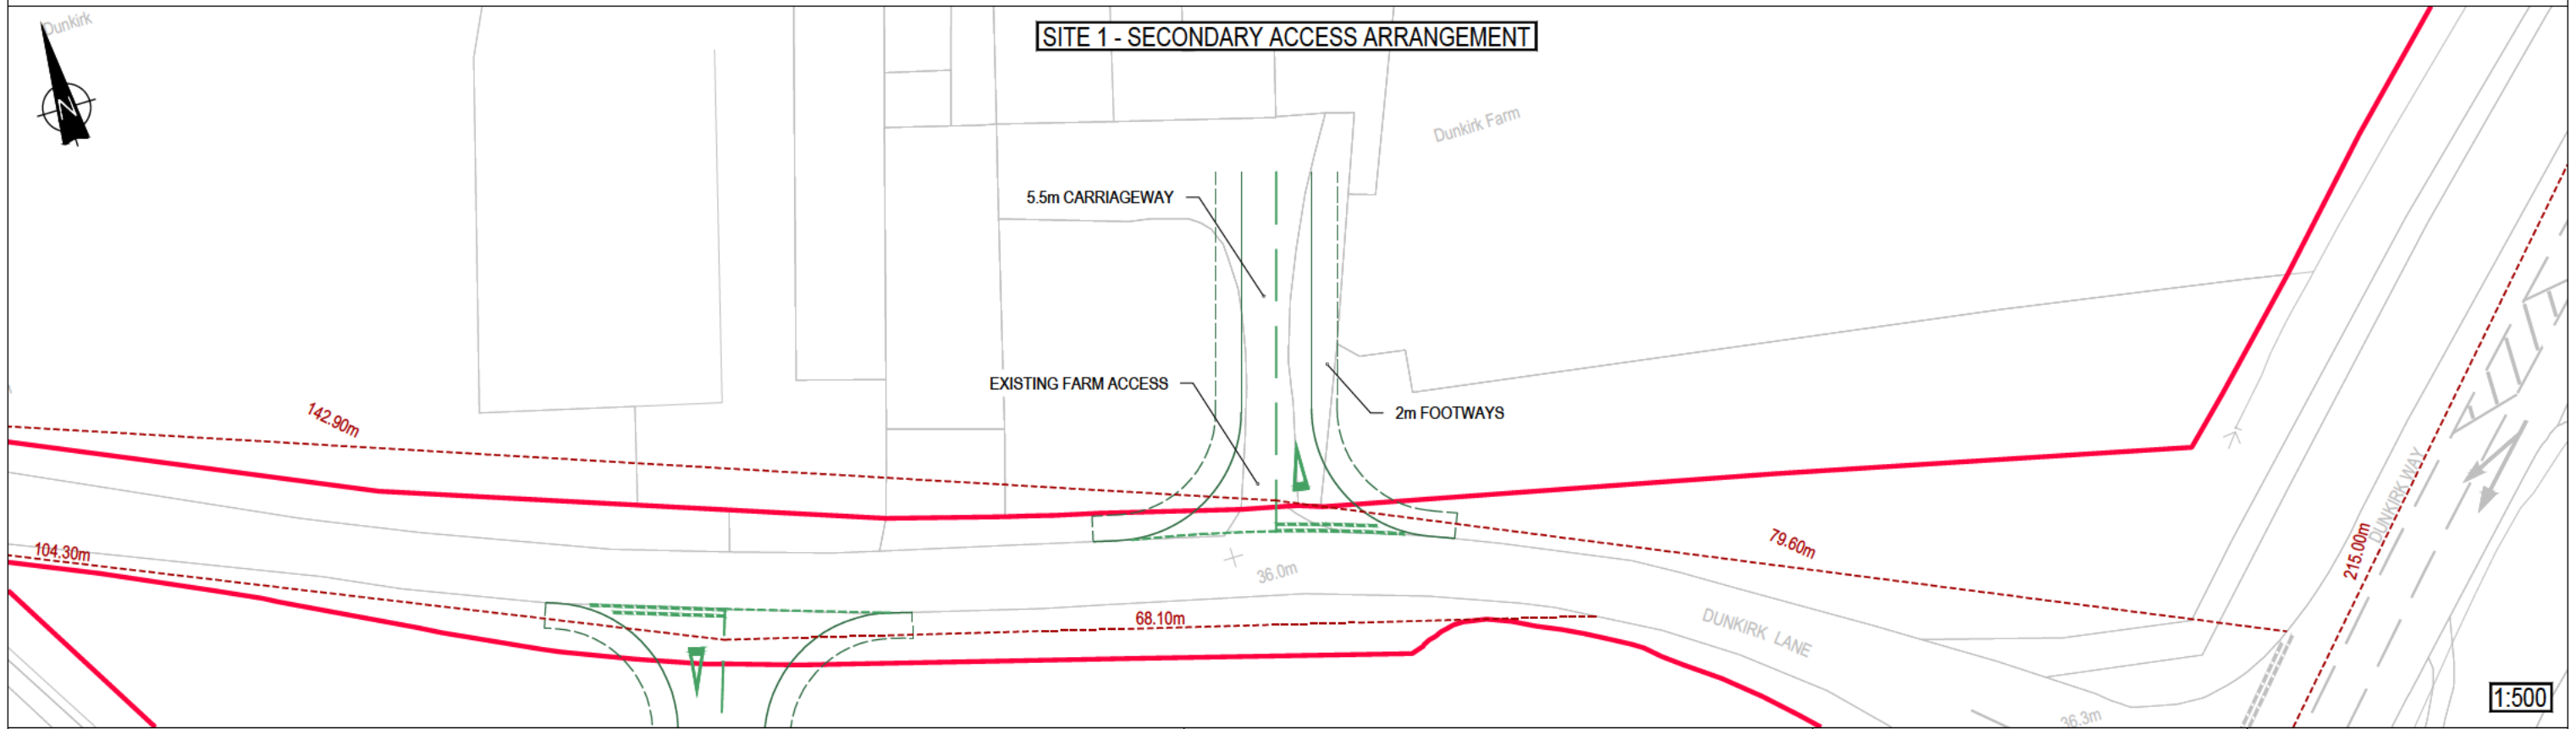 Dunkirk
SITE 1 - SECONDARY ACCESS ARRANGEMENT
N
Dunkirk Farm
5.5m CARRIAGEWAY
EXISTING FARM ACCESS
2m FOOTWAYS
142.90m
104.30m
36.0m
79.60m
68.10m
DUNKIRK LANE
DUNKIRK WAY
215.00m
36.3m
1:500